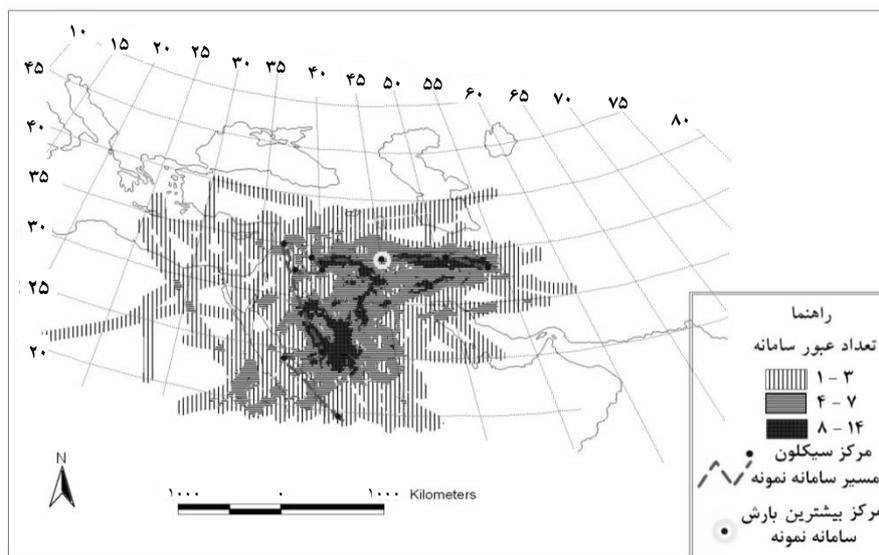 ۱۰ ۱۵ ۲۰ ۲۵ ۳۰ ۳۵ ۴۰ ۴۵ ۵۰ ۵۵ ۶۰ ۶۵ ۷۰ ۷۵ ۸۰
۴۵
۴۰
۳۵
۳۰
۲۵
۲۰
راهنما
تعداد عبور سامانه
۱ - ۳
۴ - ۷
۸ - ۱۴
مرکز سیکلون
مسیر سامانه نمونه
مرکز بیشترین بارش
سامانه نمونه
N
۱۰۰۰ ۰ ۱۰۰۰ Kilometers